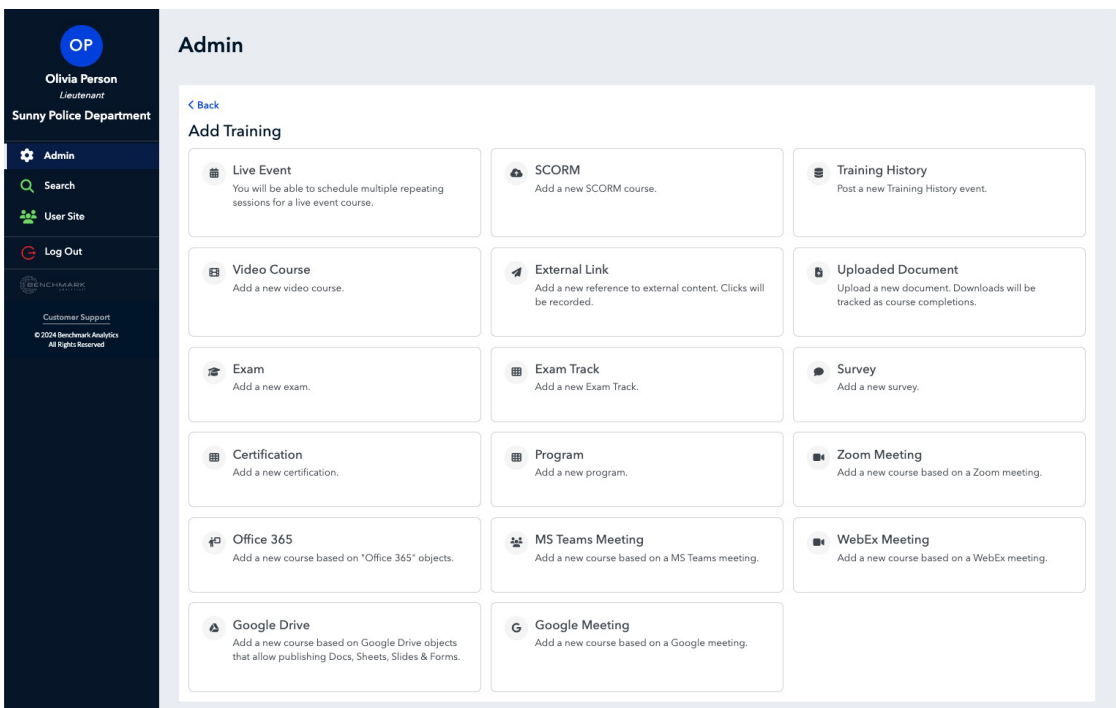 OP
Olivia Person
Lieutenant
Sunny Police Department
Admin
Search
User Site
Log Out
BENCHMARK
ANALYTICS
Customer Support
© 2024 Benchmark Analytics
All Rights Reserved
Admin
Back
Add Training
Live Event
You will be able to schedule multiple repeating
sessions for a live event course.
SCORM
Add a new SCORM course.
Training History
Post a new Training History event.
Video Course
Add a new video course.
External Link
Add a new reference to external content. Clicks will
be recorded.
Uploaded Document
Upload a new document. Downloads will be
tracked as course completions.
Exam
Add a new exam.
Exam Track
Add a new Exam Track.
Survey
Add a new survey.
Certification
Add a new certification.
Program
Add a new program.
Zoom Meeting
Add a new course based on a Zoom meeting.
Office 365
Add a new course based on "Office 365" objects.
MS Teams Meeting
Add a new course based on a MS Teams meeting.
WebEx Meeting
Add a new course based on a WebEx meeting.
Google Drive
Add a new course based on Google Drive objects
that allow publishing Docs, Sheets, Slides & Forms.
G
Google Meeting
Add a new course based on a Google meeting.